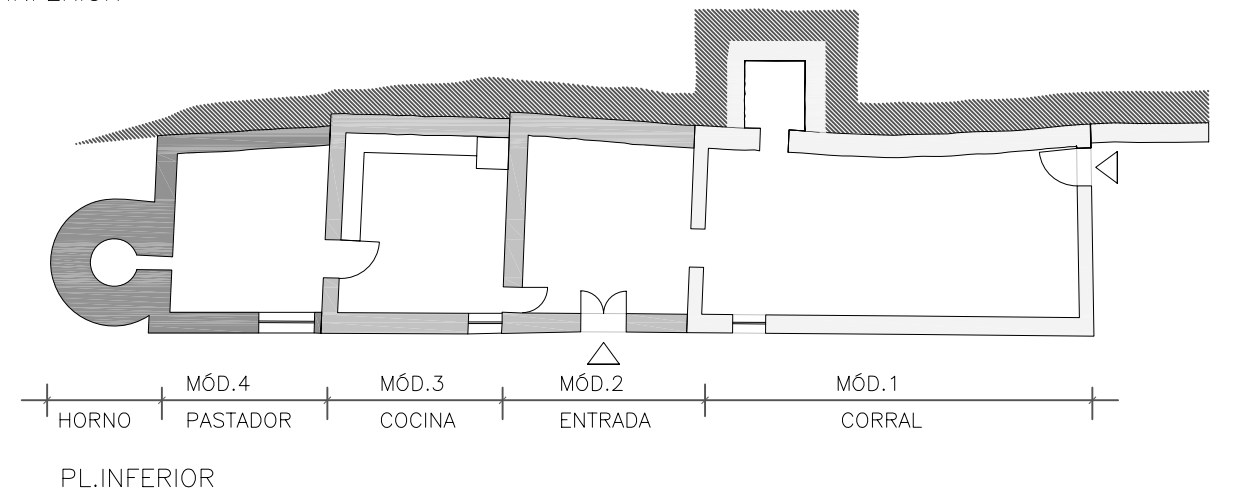 MÓD.4 MÓD.3 MÓD.2 MÓD.1
HORNO PASTADOR COCINA ENTRADA CORRAL
PL.INFERIOR